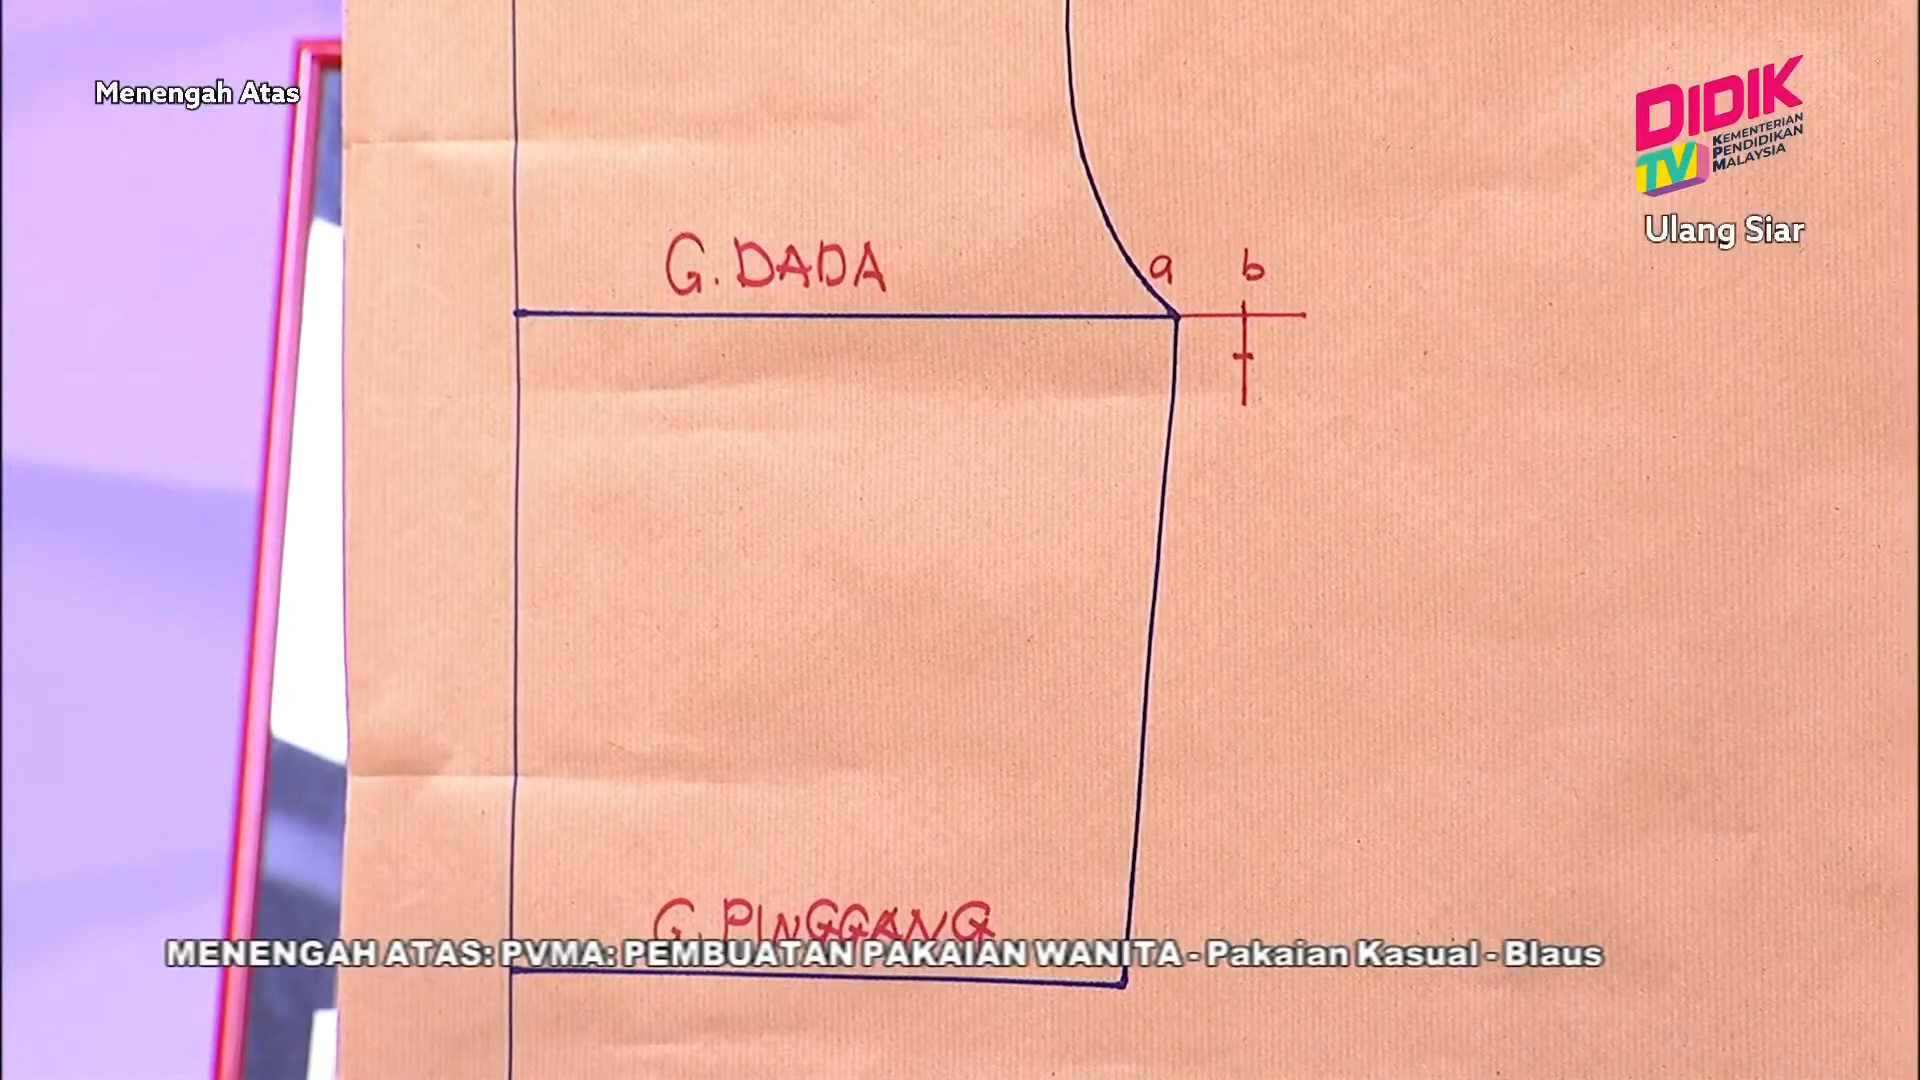 Menengah Atas
DIDIK
TV
KEMENTERIAN
PENDIDIKAN
MALAYSIA
Ulang Siar
G. DADA
a
b
G. PINGGANG
MENENGAH ATAS: PVMA: PEMBUATAN PAKAIAN WANITA - Pakaian Kasual - Blaus